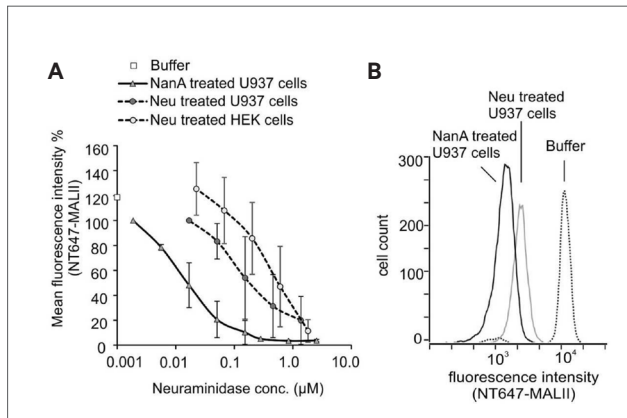 A
Buffer
NanA treated U937 cells
Neu treated U937 cells
Neu treated HEK cells
Mean fluorescence intensity %
(NT647-MALII)
160
140
120
100
80
60
40
20
0
0.001
0.01
0.1
1.0
10.0
Neuraminidase conc. (µM)
B
Neu treated
U937 cells
NanA treated
U937 cells
Buffer
cell count
300
200
100
0
10³
10⁴
fluorescence intensity
(NT647-MALII)